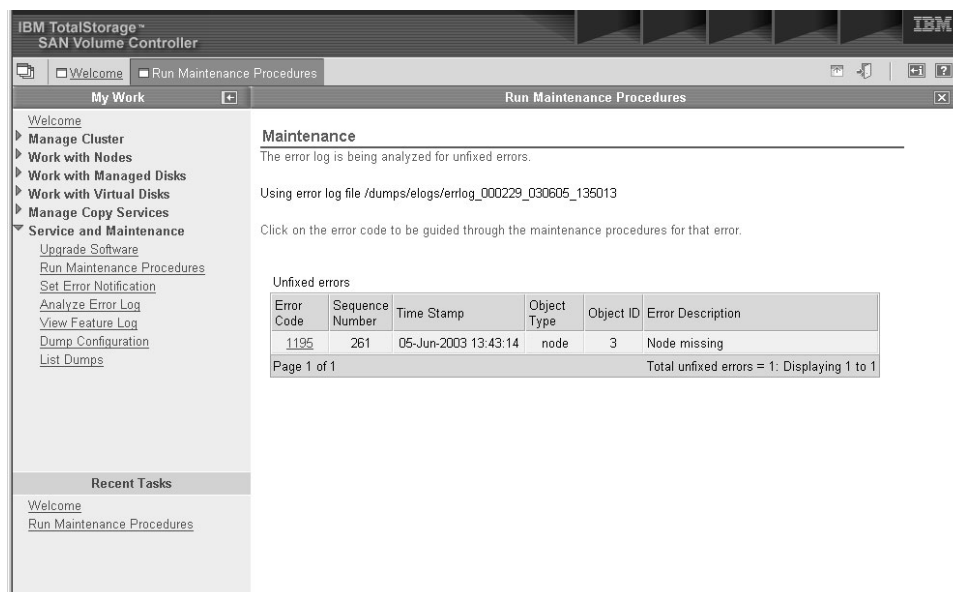 IBM TotalStorage™
SAN Volume Controller
IBM
Welcome
Run Maintenance Procedures
My Work
Run Maintenance Procedures
Welcome
Manage Cluster
Work with Nodes
Work with Managed Disks
Work with Virtual Disks
Manage Copy Services
Service and Maintenance
Upgrade Software
Run Maintenance Procedures
Set Error Notification
Analyze Error Log
View Feature Log
Dump Configuration
List Dumps
Recent Tasks
Welcome
Run Maintenance Procedures
Maintenance
The error log is being analyzed for unfixed errors.
Using error log file /dumps/elogs/errlog_000229_030605_135013
Click on the error code to be guided through the maintenance procedures for that error.
Unfixed errors
Error Code Sequence Number Time Stamp Object Type Object ID Error Description
1195 261 05-Jun-2003 13:43:14 node 3 Node missing
Page 1 of 1 Total unfixed errors = 1: Displaying 1 to 1